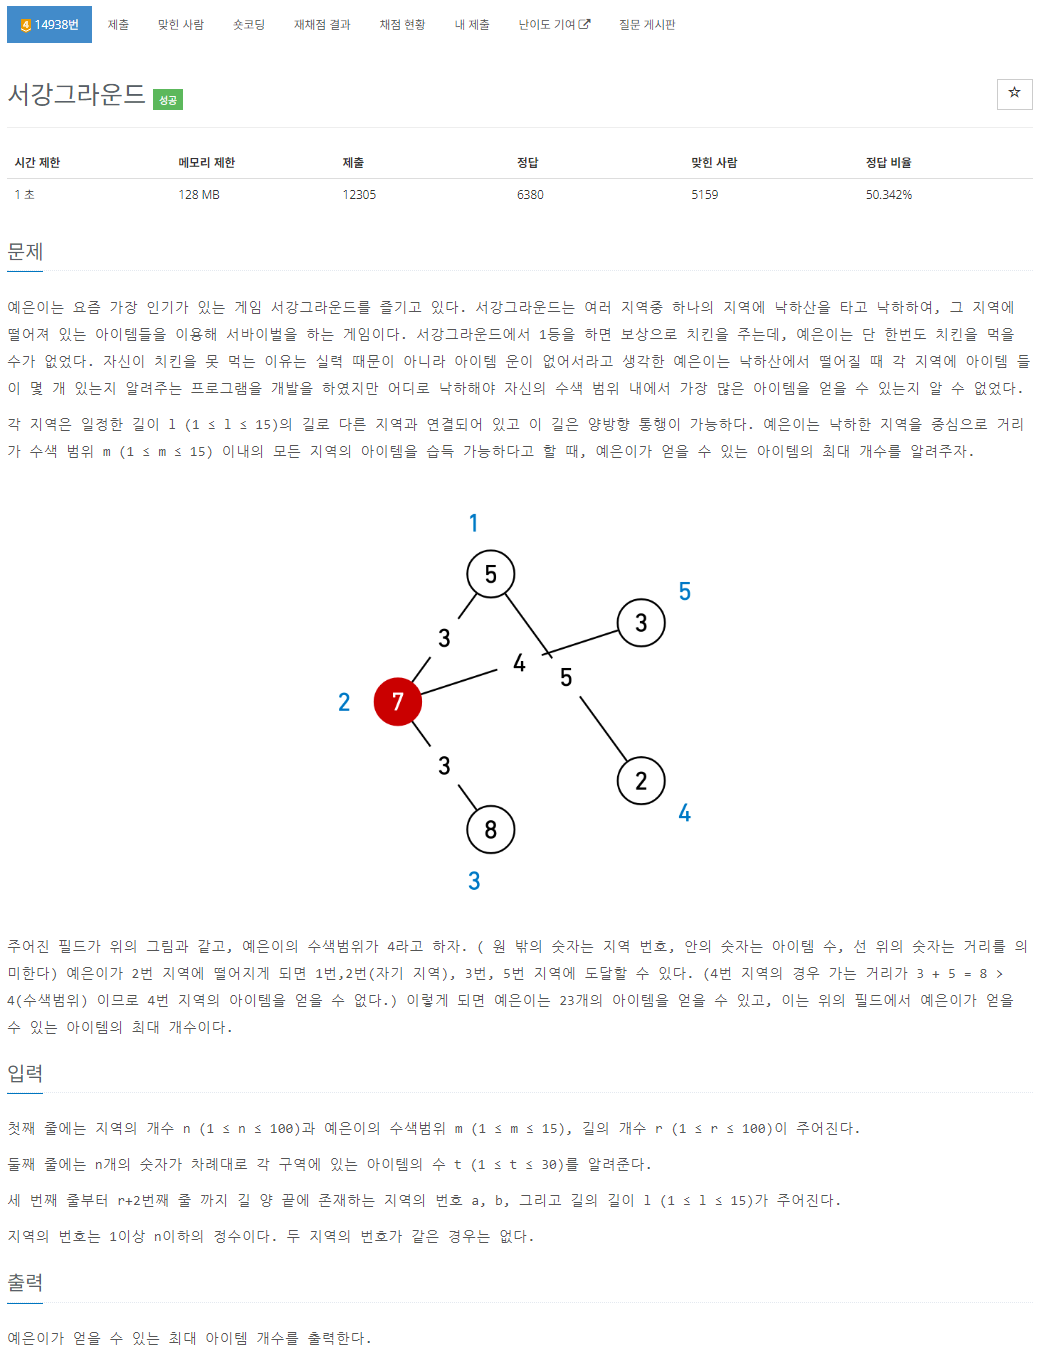 4 14938번 제출 맞힌 사람 숏코딩 재채점 결과 채점 현황 내 제출 난이도 기여 질문 게시판
서강그라운드 성공
시간 제한 메모리 제한 제출 정답 맞힌 사람 정답 비율
1 초 128 MB 12305 6380 5159 50.342%
문제
예은이는 요즘 가장 인기가 있는 게임 서강그라운드를 즐기고 있다. 서강그라운드는 여러 지역중 하나의 지역에 낙하산을 타고 낙하하여, 그 지역에
떨어져 있는 아이템들을 이용해 서바이벌을 하는 게임이다. 서강그라운드에서 1등을 하면 보상으로 치킨을 주는데, 예은이는 단 한번도 치킨을 먹을
수가 없었다. 자신이 치킨을 못 먹는 이유는 실력 때문이 아니라 아이템 운이 없어서라고 생각한 예은이는 낙하산에서 떨어질 때 각 지역에 아이템 들
이 몇 개 있는지 알려주는 프로그램을 개발을 하였지만 어디로 낙하해야 자신의 수색 범위 내에서 가장 많은 아이템을 얻을 수 있는지 알 수 없었다.
각 지역은 일정한 길이 l (1 ≤ l ≤ 15)의 길로 다른 지역과 연결되어 있고 이 길은 양방향 통행이 가능하다. 예은이는 낙하한 지역을 중심으로 거리
가 수색 범위 m (1 ≤ m ≤ 15) 이내의 모든 지역의 아이템을 습득 가능하다고 할 때, 예은이가 얻을 수 있는 아이템의 최대 개수를 알려주자.
1
5
5
3
3
4
5
2
7
3
2
8
4
3
주어진 필드가 위의 그림과 같고, 예은이의 수색범위가 4라고 하자. ( 원 밖의 숫자는 지역 번호, 안의 숫자는 아이템 수, 선 위의 숫자는 거리를 의
미한다) 예은이가 2번 지역에 떨어지게 되면 1번,2번(자기 지역), 3번, 5번 지역에 도달할 수 있다. (4번 지역의 경우 가는 거리가 3 + 5 = 8 >
4(수색범위) 이므로 4번 지역의 아이템을 얻을 수 없다.) 이렇게 되면 예은이는 23개의 아이템을 얻을 수 있고, 이는 위의 필드에서 예은이가 얻을
수 있는 아이템의 최대 개수이다.
입력
첫째 줄에는 지역의 개수 n (1 ≤ n ≤ 100)과 예은이의 수색범위 m (1 ≤ m ≤ 15), 길의 개수 r (1 ≤ r ≤ 100)이 주어진다.
둘째 줄에는 n개의 숫자가 차례대로 각 구역에 있는 아이템의 수 t (1 ≤ t ≤ 30)를 알려준다.
세 번째 줄부터 r+2번째 줄 까지 길 양 끝에 존재하는 지역의 번호 a, b, 그리고 길의 길이 l (1 ≤ l ≤ 15)가 주어진다.
지역의 번호는 1이상 n이하의 정수이다. 두 지역의 번호가 같은 경우는 없다.
출력
예은이가 얻을 수 있는 최대 아이템 개수를 출력한다.